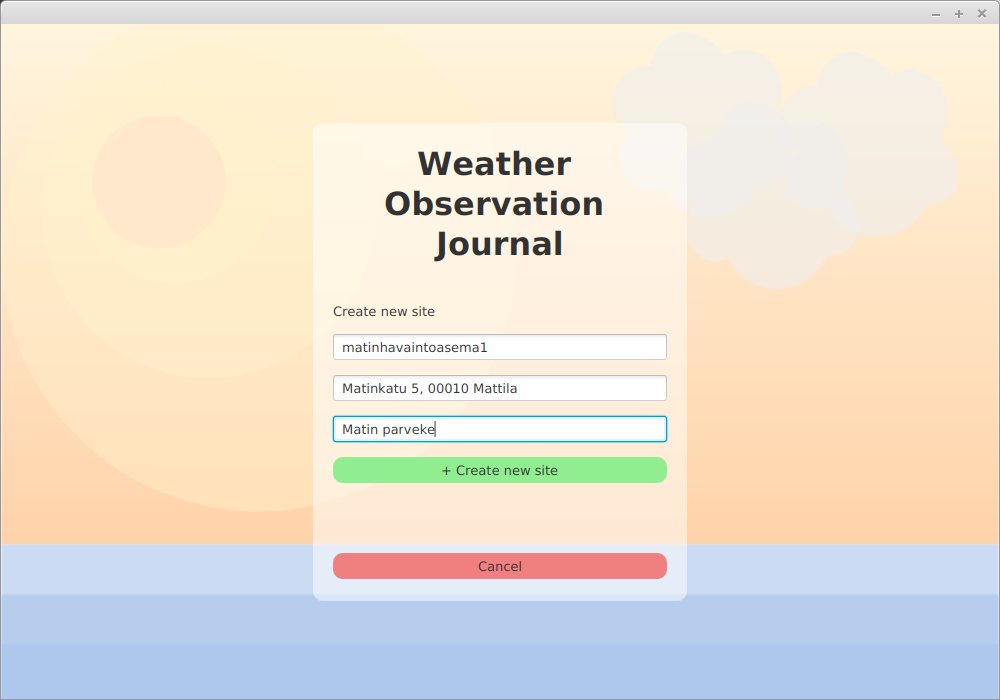 Weather
Observation
Journal
Create new site
matinhavaintoasema1
Matinkatu 5, 00010 Mattila
Matin parveke
+ Create new site
Cancel